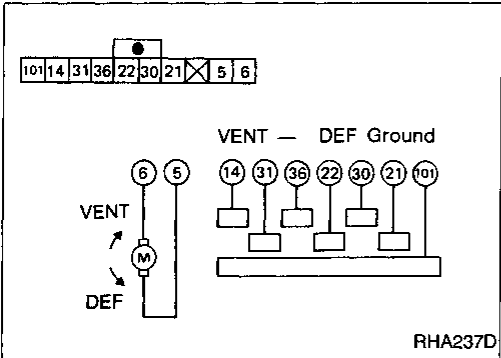 101 14 31 36 22 30 21 5 6
VENT — DEF Ground
6 5 14 31 36 22 30 21 101
VENT
M
DEF
RHA237D